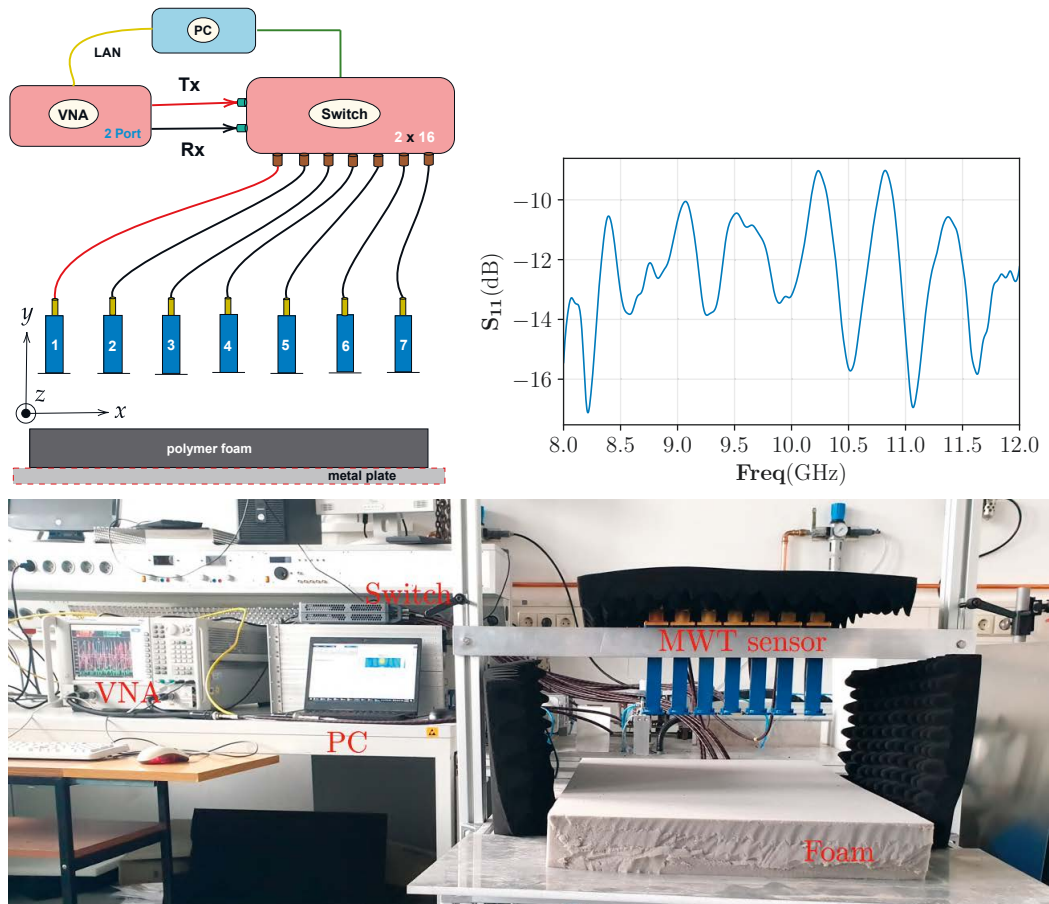 PC
LAN
Tx
VNA
2 Port
Switch
2 x 16
Rx
1
2
3
4
5
6
7
y
z
x
polymer foam
metal plate
S₁₁(dB)
−10
−12
−14
−16
8.0 8.5 9.0 9.5 10.0 10.5 11.0 11.5 12.0
Freq(GHz)
Switch
MWT sensor
VNA
PC
Foam